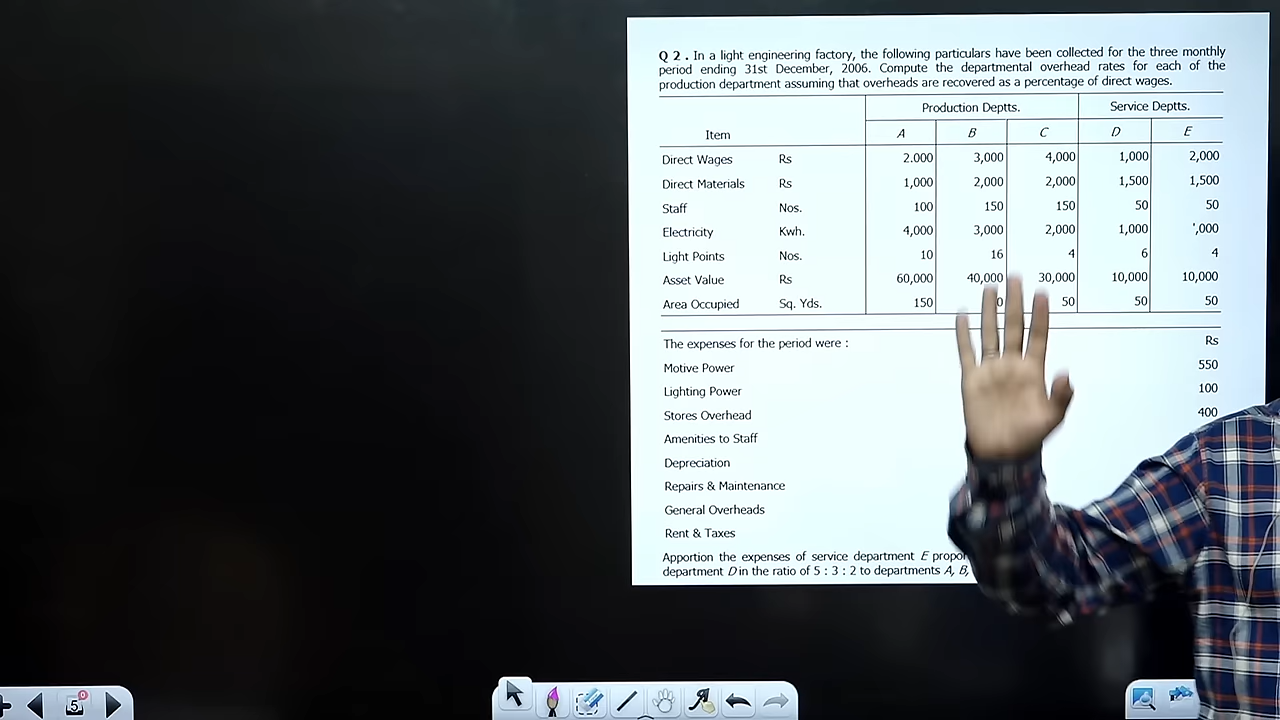 Q 2 . In a light engineering factory, the following particulars have been collected for the three monthly
period ending 31st December, 2006. Compute the departmental overhead rates for each of the
production department assuming that overheads are recovered as a percentage of direct wages.
Production Deptts. Service Deptts.
Item A B C D E
Direct Wages Rs 2.000 3,000 4,000 1,000 2,000
Direct Materials Rs 1,000 2,000 2,000 1,500 1,500
Staff Nos. 100 150 150 50 50
Electricity Kwh. 4,000 3,000 2,000 1,000 ',000
Light Points Nos. 10 16 4 6 4
Asset Value Rs 60,000 40,000 30,000 10,000 10,000
Area Occupied Sq. Yds. 150 50 50 50
The expenses for the period were : Rs
Motive Power 550
Lighting Power 100
Stores Overhead 400
Amenities to Staff
Depreciation
Repairs & Maintenance
General Overheads
Rent & Taxes
Apportion the expenses of service department E
department D in the ratio of 5 : 3 : 2 to departments A, B,
5
0